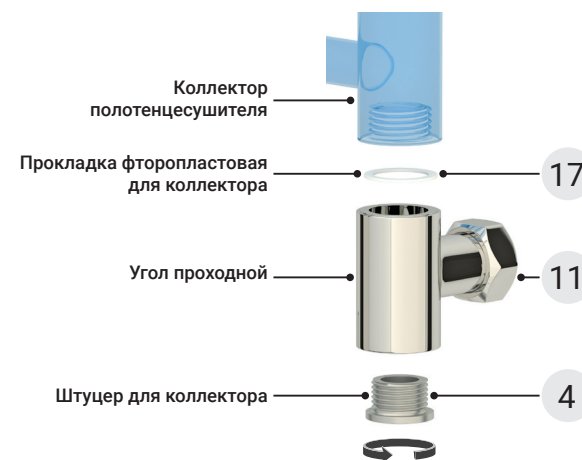 Коллектор
полотенцесушителя
Прокладка фторопластовая
для коллектора
17
Угол проходной
11
Штуцер для коллектора
4